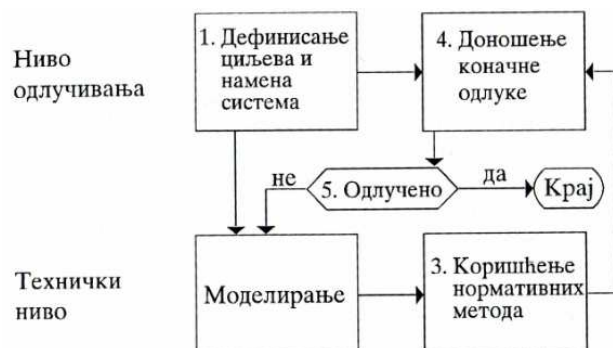 Ниво
одлучивања
1. Дефинисање
циљева и
намена
система
4. Доношење
коначне
одлуке
не
5. Одлучено
да
Крај
Технички
ниво
Моделирање
3. Коришћење
нормативних
метода